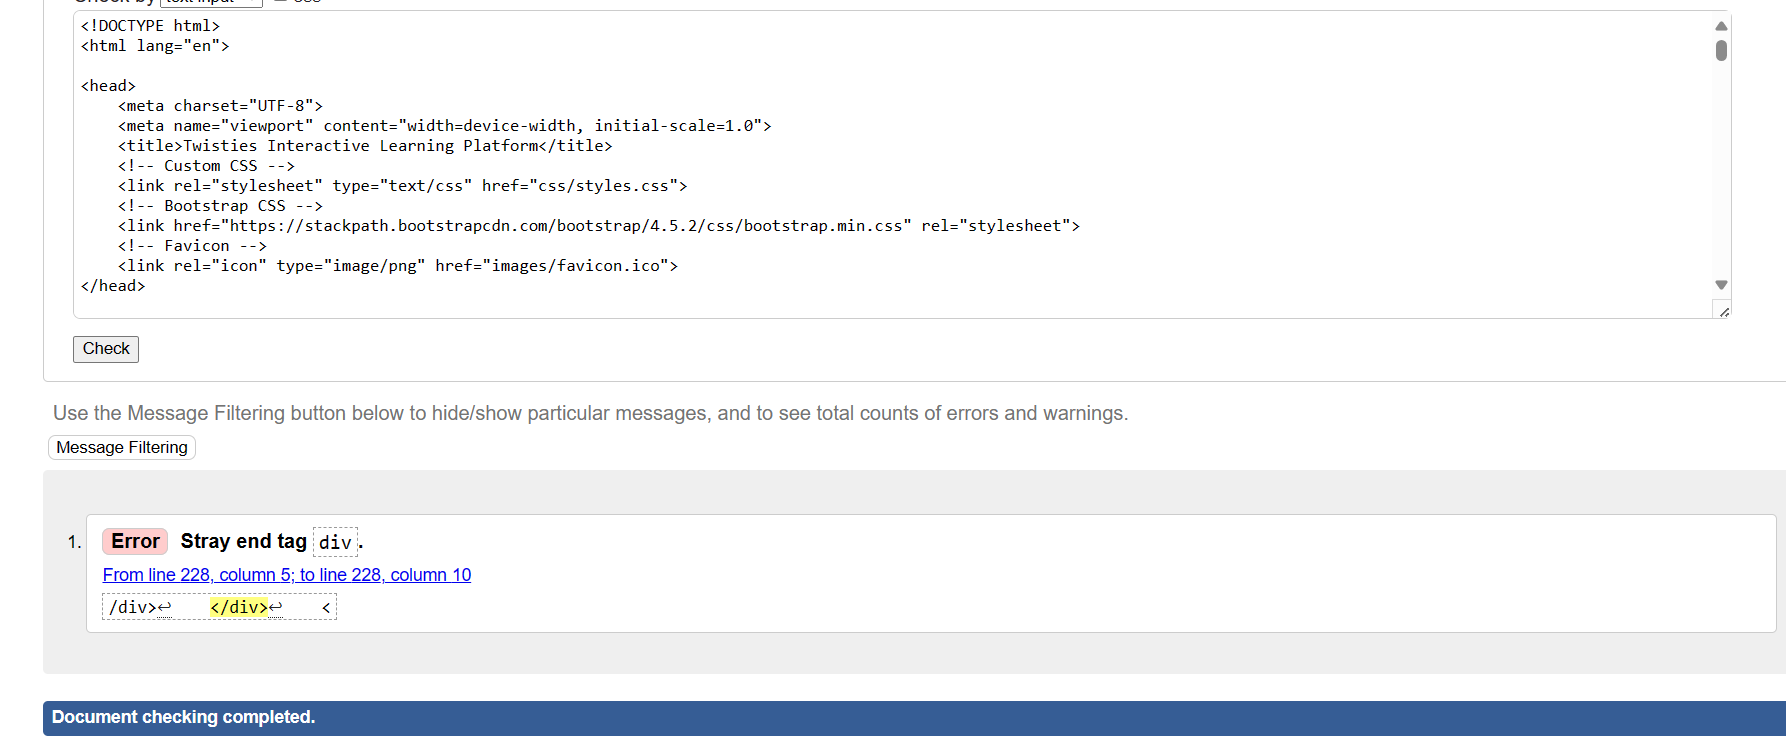 <!DOCTYPE html>
<html lang="en">
<head>
<meta charset="UTF-8">
<meta name="viewport" content="width=device-width, initial-scale=1.0">
<title>Twisties Interactive Learning Platform</title>
<!-- Custom CSS -->
<link rel="stylesheet" type="text/css" href="css/styles.css">
<!-- Bootstrap CSS -->
<link href="https://stackpath.bootstrapcdn.com/bootstrap/4.5.2/css/bootstrap.min.css" rel="stylesheet">
<!-- Favicon -->
<link rel="icon" type="image/png" href="images/favicon.ico">
</head>
Check
Use the Message Filtering button below to hide/show particular messages, and to see total counts of errors and warnings.
Message Filtering
1. Error Stray end tag div.
From line 228, column 5; to line 228, column 10
/div>↩ </div>↩ <
Document checking completed.